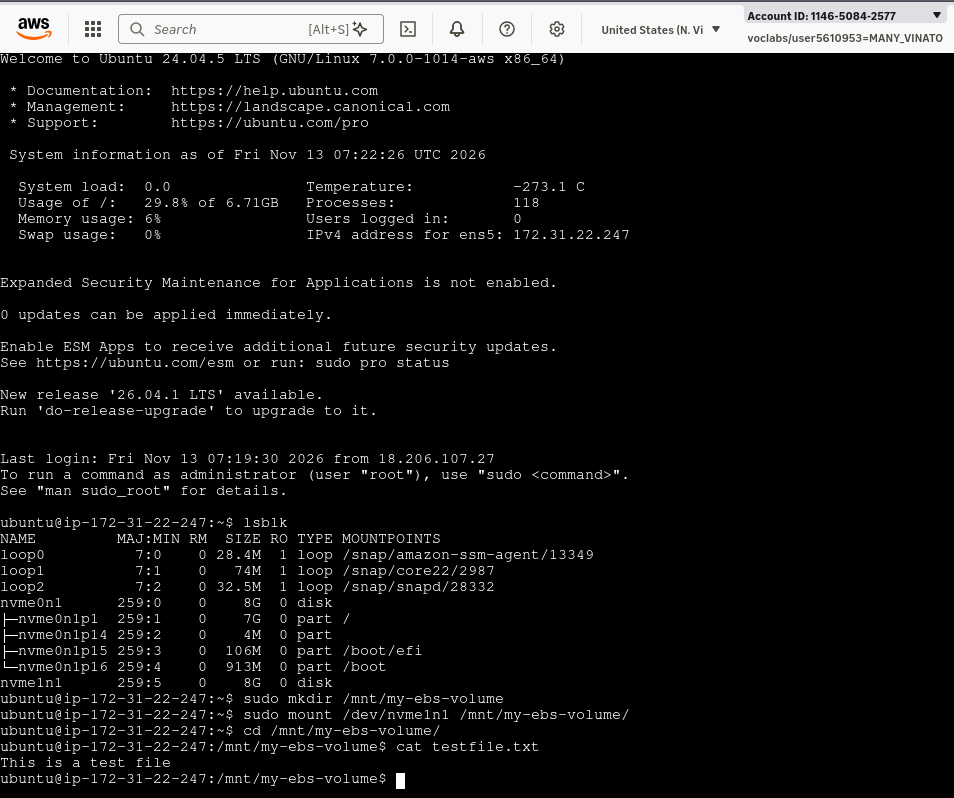 aws
Search [Alt+S]
United States (N. Vi
Account ID: 1146-5084-2577
voclabs/user5610953=MANY_VINATO
Welcome to Ubuntu 24.04.5 LTS (GNU/Linux 7.0.0-1014-aws x86_64)
* Documentation: https://help.ubuntu.com
* Management: https://landscape.canonical.com
* Support: https://ubuntu.com/pro
System information as of Fri Nov 13 07:22:26 UTC 2026
System load: 0.0 Temperature: -273.1 C
Usage of /: 29.8% of 6.71GB Processes: 118
Memory usage: 6% Users logged in: 0
Swap usage: 0% IPv4 address for ens5: 172.31.22.247
Expanded Security Maintenance for Applications is not enabled.
0 updates can be applied immediately.
Enable ESM Apps to receive additional future security updates.
See https://ubuntu.com/esm or run: sudo pro status
New release '26.04.1 LTS' available.
Run 'do-release-upgrade' to upgrade to it.
Last login: Fri Nov 13 07:19:30 2026 from 18.206.107.27
To run a command as administrator (user "root"), use "sudo <command>".
See "man sudo_root" for details.
ubuntu@ip-172-31-22-247:~$ lsblk
NAME MAJ:MIN RM SIZE RO TYPE MOUNTPOINTS
loop0 7:0 0 28.4M 1 loop /snap/amazon-ssm-agent/13349
loop1 7:1 0 74M 1 loop /snap/core22/2987
loop2 7:2 0 32.5M 1 loop /snap/snapd/28332
nvme0n1 259:0 0 8G 0 disk
├─nvme0n1p1 259:1 0 7G 0 part /
├─nvme0n1p14 259:2 0 4M 0 part
├─nvme0n1p15 259:3 0 106M 0 part /boot/efi
└─nvme0n1p16 259:4 0 913M 0 part /boot
nvme1n1 259:5 0 8G 0 disk
ubuntu@ip-172-31-22-247:~$ sudo mkdir /mnt/my-ebs-volume
ubuntu@ip-172-31-22-247:~$ sudo mount /dev/nvme1n1 /mnt/my-ebs-volume/
ubuntu@ip-172-31-22-247:~$ cd /mnt/my-ebs-volume/
ubuntu@ip-172-31-22-247:/mnt/my-ebs-volume$ cat testfile.txt
This is a test file
ubuntu@ip-172-31-22-247:/mnt/my-ebs-volume$